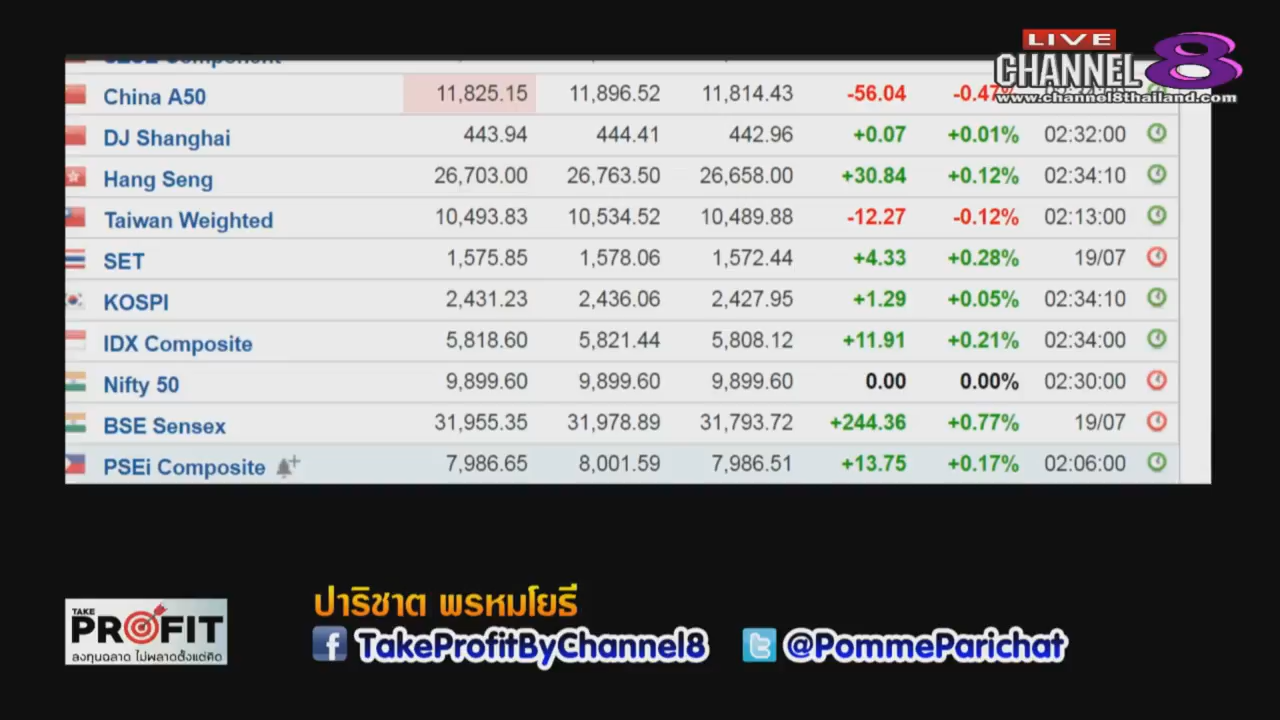 LIVE
CHANNEL 8
www.channel8thailand.com
China A50 11,825.15 11,896.52 11,814.43 -56.04 -0.47%
DJ Shanghai 443.94 444.41 442.96 +0.07 +0.01% 02:32:00
Hang Seng 26,703.00 26,763.50 26,658.00 +30.84 +0.12% 02:34:10
Taiwan Weighted 10,493.83 10,534.52 10,489.88 -12.27 -0.12% 02:13:00
SET 1,575.85 1,578.06 1,572.44 +4.33 +0.28% 19/07
KOSPI 2,431.23 2,436.06 2,427.95 +1.29 +0.05% 02:34:10
IDX Composite 5,818.60 5,821.44 5,808.12 +11.91 +0.21% 02:34:00
Nifty 50 9,899.60 9,899.60 9,899.60 0.00 0.00% 02:30:00
BSE Sensex 31,955.35 31,978.89 31,793.72 +244.36 +0.77% 19/07
PSEi Composite 7,986.65 8,001.59 7,986.51 +13.75 +0.17% 02:06:00
TAKE
PROFIT
ลงทุนฉลาด ไม่พลาดตั้งแต่คิด
ปาริชาต พรหมโยธี
TakeProfitByChannel8 @PommeParichat